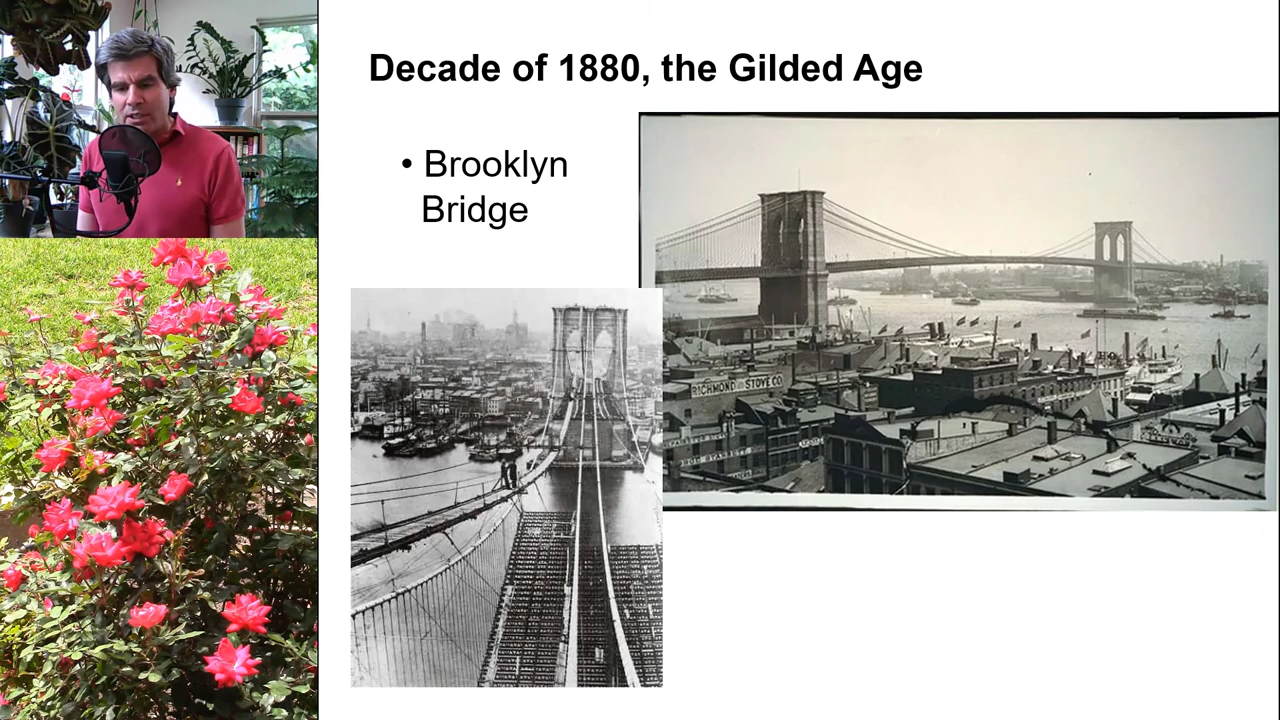 Decade of 1880, the Gilded Age
• Brooklyn
Bridge
RICHMOND STOVE CO